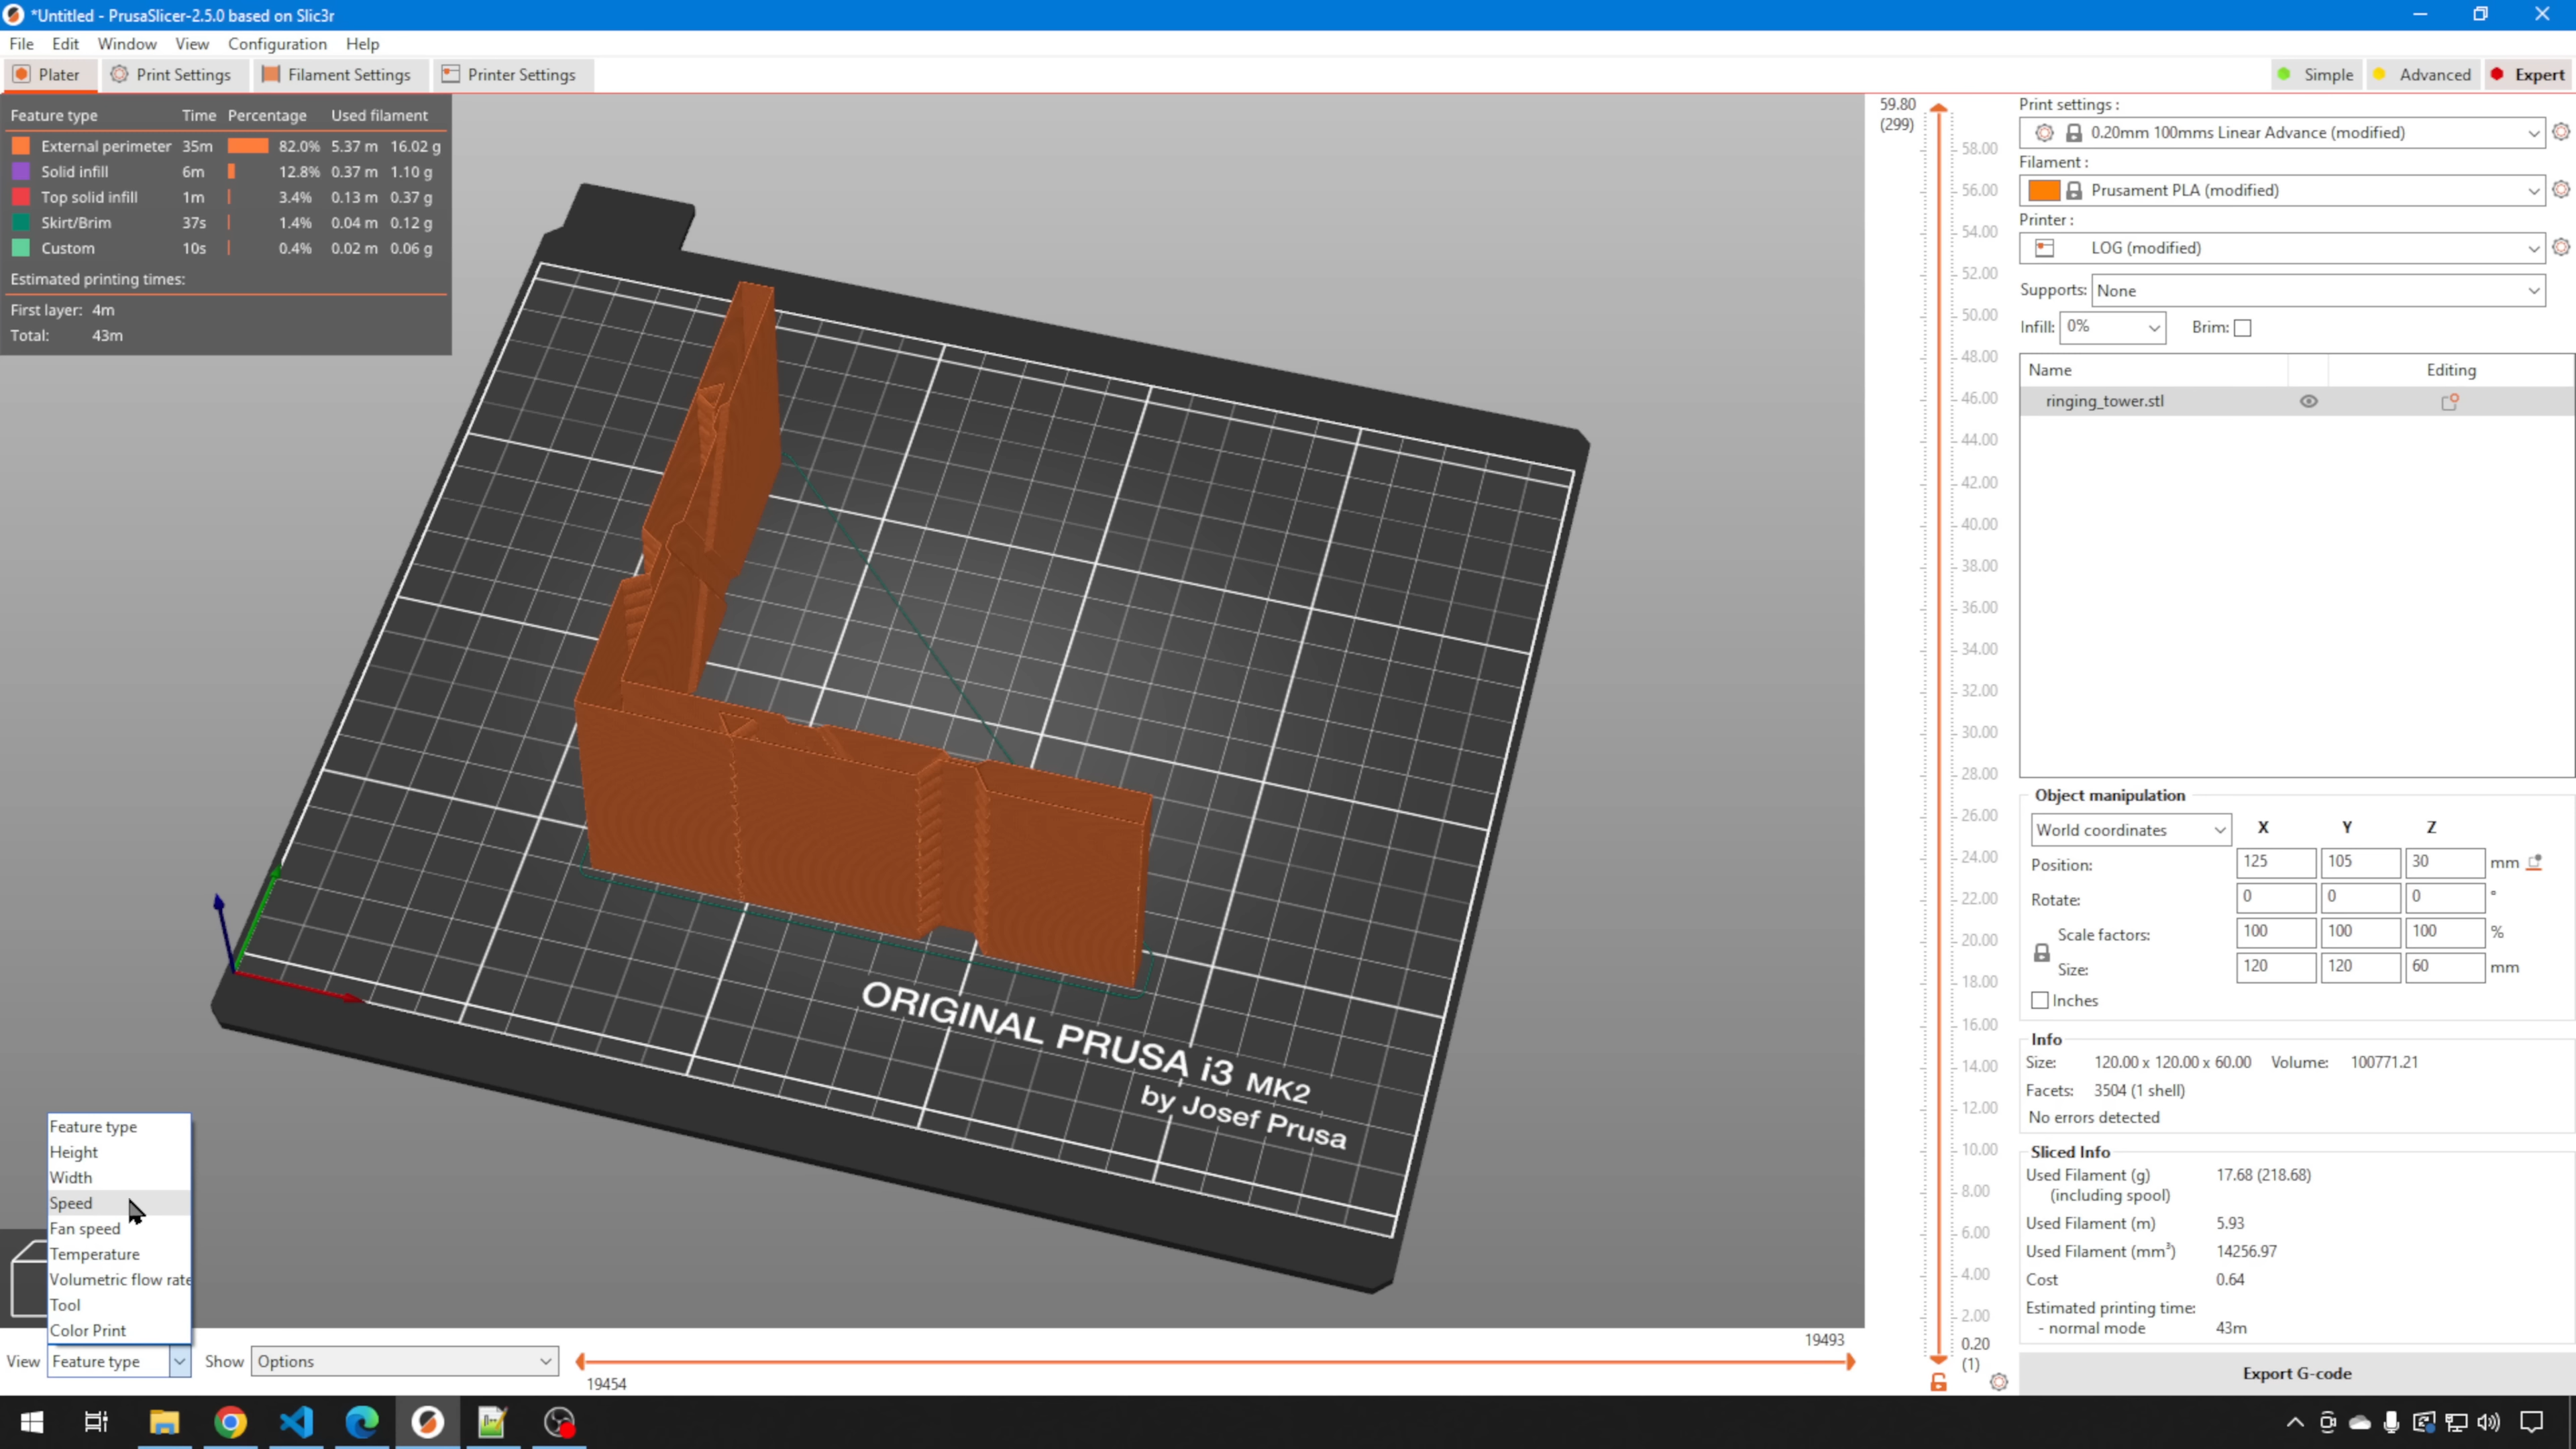 *Untitled - PrusaSlicer-2.5.0 based on Slic3r
File Edit Window View Configuration Help
Plater Print Settings Filament Settings Printer Settings Simple Advanced Expert
Feature type Time Percentage Used filament
External perimeter 35m 82.0% 5.37 m 16.02 g
Solid infill 6m 12.8% 0.37 m 1.10 g
Top solid infill 1m 3.4% 0.13 m 0.37 g
Skirt/Brim 37s 1.4% 0.04 m 0.12 g
Custom 10s 0.4% 0.02 m 0.06 g
Estimated printing times:
First layer: 4m
Total: 43m
ORIGINAL PRUSA i3 MK2
by Josef Prusa
Feature type
Height
Width
Speed
Fan speed
Temperature
Volumetric flow rate
Tool
Color Print
View Feature type Show Options
19493
19454
59.80
(299)
58.00
56.00
54.00
52.00
50.00
48.00
46.00
44.00
42.00
40.00
38.00
36.00
34.00
32.00
30.00
28.00
26.00
24.00
22.00
20.00
18.00
16.00
14.00
12.00
10.00
8.00
6.00
4.00
2.00
0.20
(1)
Print settings :
0.20mm 100mms Linear Advance (modified)
Filament :
Prusament PLA (modified)
Printer :
LOG (modified)
Supports: None
Infill: 0% Brim:
Name Editing
ringing_tower.stl
Object manipulation
World coordinates X Y Z
Position: 125 105 30 mm
Rotate: 0 0 0 °
Scale factors: 100 100 100 %
Size: 120 120 60 mm
Inches
Info
Size: 120.00 x 120.00 x 60.00 Volume: 100771.21
Facets: 3504 (1 shell)
No errors detected
Sliced Info
Used Filament (g) 17.68 (218.68)
(including spool)
Used Filament (m) 5.93
Used Filament (mm³) 14256.97
Cost 0.64
Estimated printing time:
- normal mode 43m
Export G-code